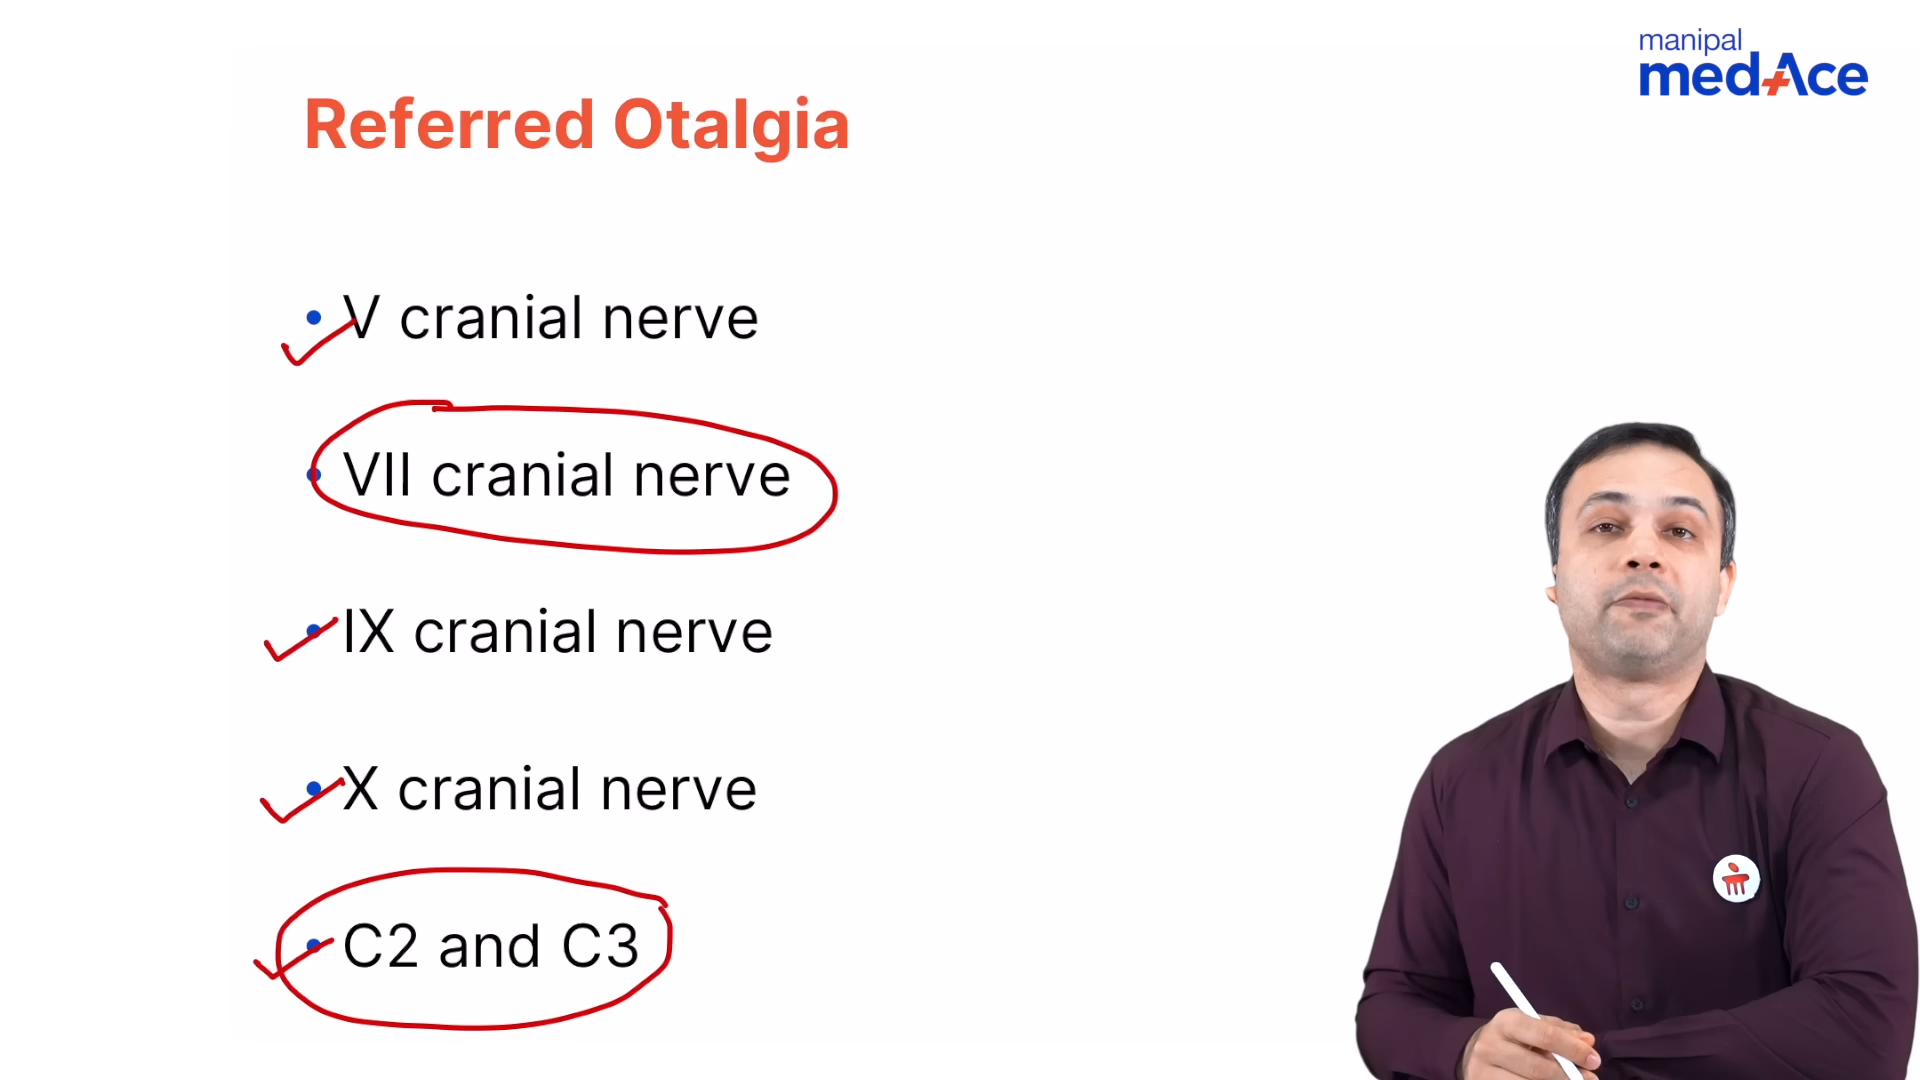 manipal
medAce
Referred Otalgia
• V cranial nerve
• VII cranial nerve
• IX cranial nerve
• X cranial nerve
• C2 and C3